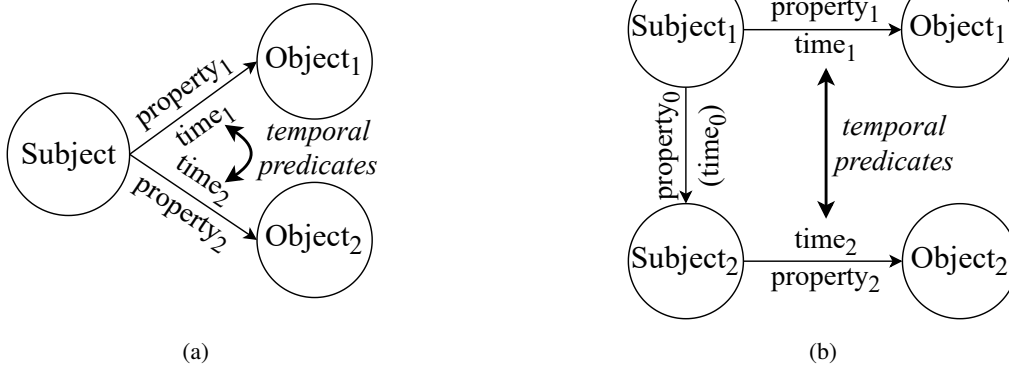 Subject
property₁
time₁
Object₁
temporal
predicates
time₂
property₂
Object₂
(a)
Subject₁
property₁
time₁
Object₁
property₀
(time₀)
temporal
predicates
Subject₂
time₂
property₂
Object₂
(b)